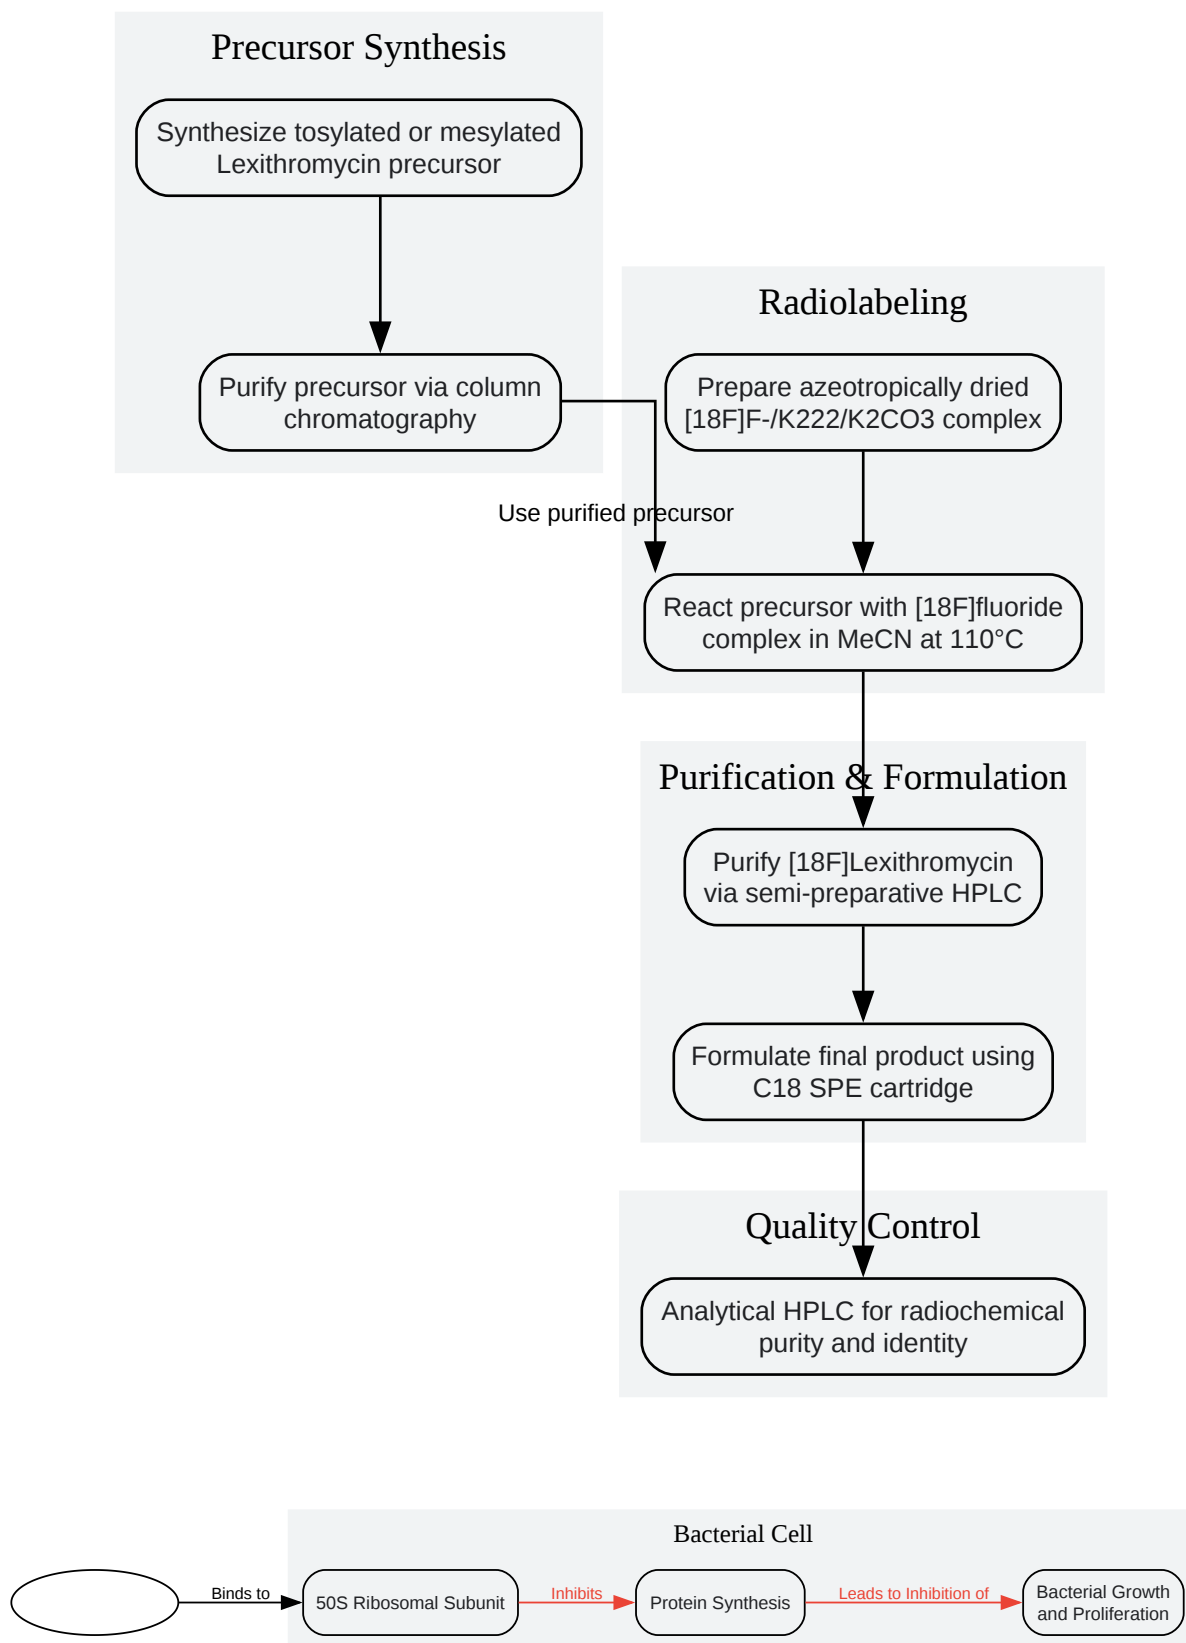 Precursor Synthesis
Synthesize tosylated or mesylated
Lexithromycin precursor
Purify precursor via column
chromatography
Use purified precursor
Radiolabeling
Prepare azeotropically dried
[18F]F-/K222/K2CO3 complex
React precursor with [18F]fluoride
complex in MeCN at 110°C
Purification & Formulation
Purify [18F]Lexithromycin
via semi-preparative HPLC
Formulate final product using
C18 SPE cartridge
Quality Control
Analytical HPLC for radiochemical
purity and identity
Bacterial Cell
Binds to
50S Ribosomal Subunit
Inhibits
Protein Synthesis
Leads to Inhibition of
Bacterial Growth
and Proliferation